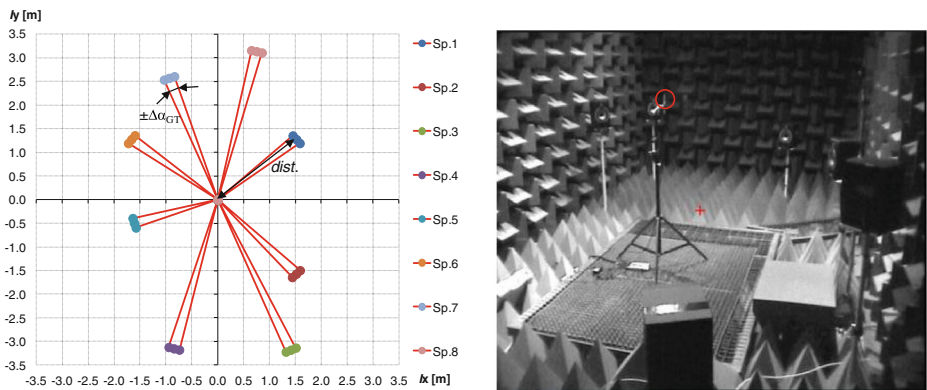 ly [m]
3.5
3.0
2.5
2.0
1.5
1.0
0.5
0.0
-0.5
-1.0
-1.5
-2.0
-2.5
-3.0
-3.5
-3.5 -3.0 -2.5 -2.0 -1.5 -1.0 -0.5 0.0 0.5 1.0 1.5 2.0 2.5 3.0 3.5
lx [m]
±Δα_GT
dist.
Sp.1
Sp.2
Sp.3
Sp.4
Sp.5
Sp.6
Sp.7
Sp.8